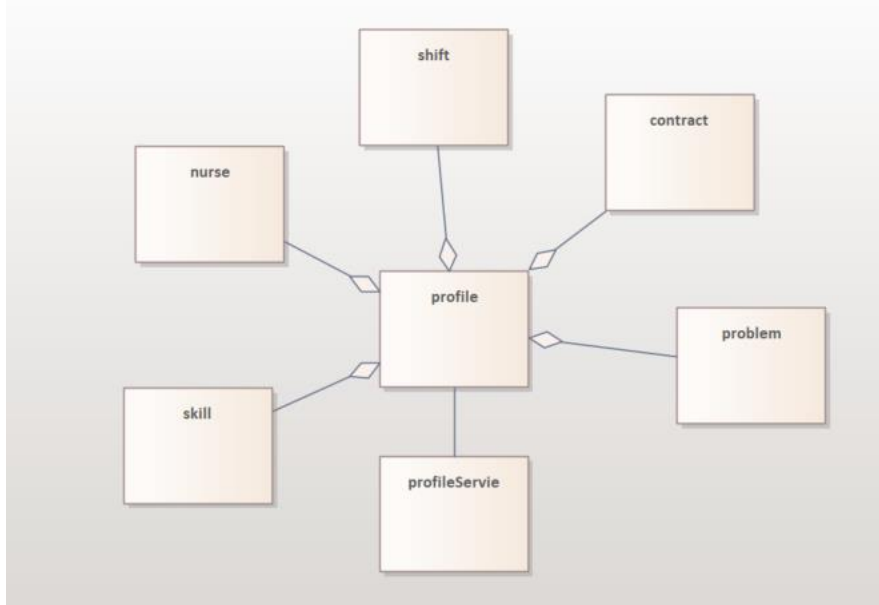 shift
contract
nurse
profile
problem
skill
profileServie